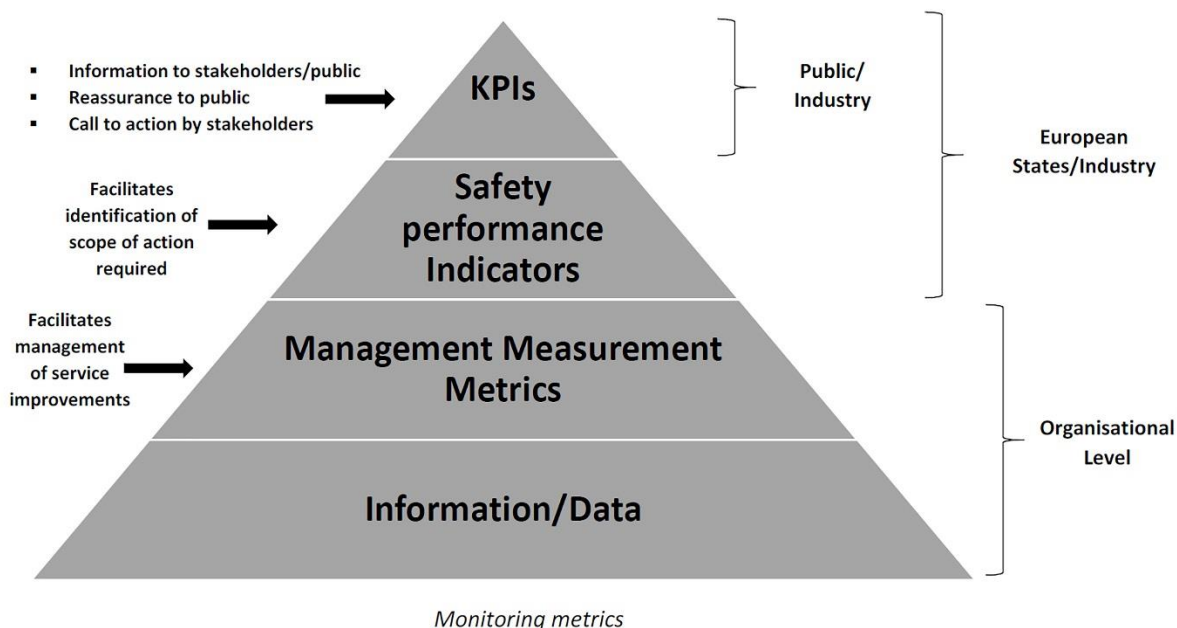 ▪ Information to stakeholders/public
▪ Reassurance to public
▪ Call to action by stakeholders
KPIs
Public/
Industry
European
States/Industry
Facilitates
identification of
scope of action
required
Safety
performance
Indicators
Facilitates
management
of service
improvements
Management Measurement
Metrics
Organisational
Level
Information/Data
Monitoring metrics